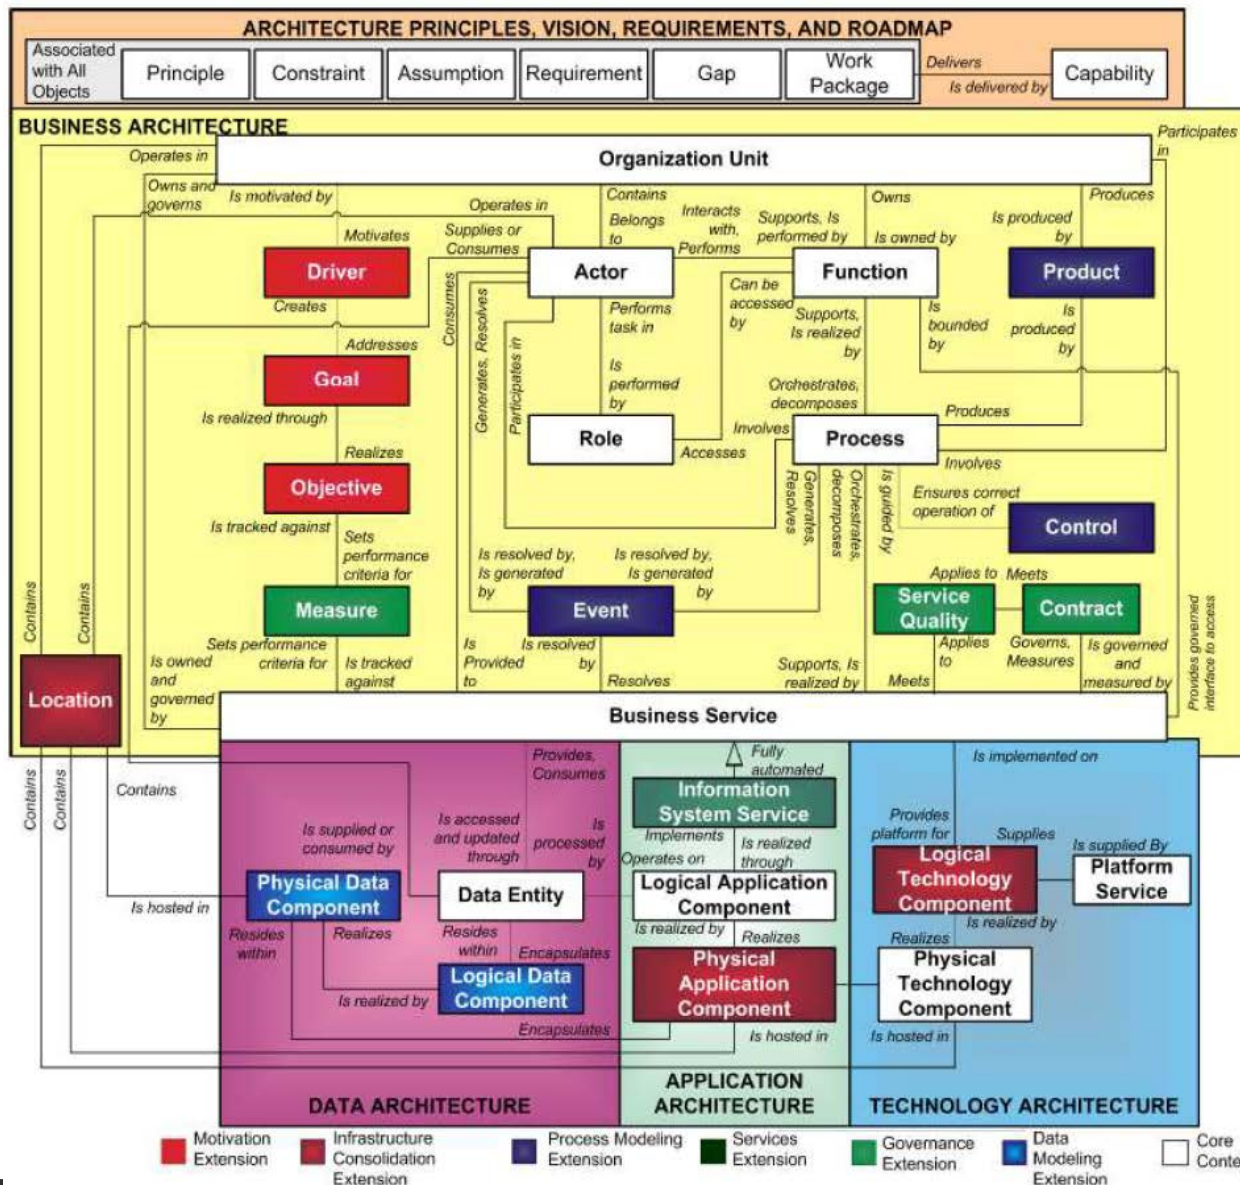 ARCHITECTURE PRINCIPLES, VISION, REQUIREMENTS, AND ROADMAP
Associated
with All
Objects
Principle
Constraint
Assumption
Requirement
Gap
Work
Package
Delivers
Is delivered by
Capability
BUSINESS ARCHITECTURE
Participates
in
Operates in
Organization Unit
Owns and
governs
Is motivated by
Contains
Owns
Produces
Operates in
Belongs
to
Interacts
with,
Performs
Supports, Is
performed by
Is owned by
Is produced
by
Motivates
Supplies or
Consumes
Driver
Actor
Function
Product
Creates
Consumes
Generates, Resolves
Participates in
Performs
task in
Can be
accessed
by
Supports,
Is realized
by
Is
bounded
by
Is
produced
by
Addresses
Goal
Is
performed
by
Orchestrates,
decomposes
Is realized through
Realizes
Role
Accesses
Involves
Process
Produces
Involves
Objective
Is tracked against
Sets
performance
criteria for
Generates,
Resolves
Orchestrates,
decomposes
Is guided by
Ensures correct
operation of
Control
Is resolved by,
Is generated
by
Is resolved by,
Is generated
by
Applies to
Meets
Measure
Event
Service
Quality
Contract
Contains
Contains
Sets performance
criteria for
Is tracked
against
Is
Provided
to
Is resolved
by
Resolves
Supports, Is
realized by
Applies
to
Meets
Governs,
Measures
Is governed
and
measured by
Provides governed
interface to access
Location
Is owned
and
governed
by
Business Service
Contains
Contains
Contains
Provides,
Consumes
Fully
automated
Is implemented on
Information
System Service
Is supplied or
consumed by
Is accessed
and updated
through
Is
processed
by
Implements
Is realized
through
Operates on
Provides
platform for
Supplies
Is supplied By
Physical Data
Component
Data Entity
Logical Application
Component
Logical
Technology
Component
Platform
Service
Is hosted in
Resides
within
Realizes
Resides
within
Encapsulates
Is realized by
Realizes
Is realized by
Realizes
Logical Data
Component
Is realized by
Physical
Application
Component
Physical
Technology
Component
Encapsulates
Is hosted in
Is hosted in
DATA ARCHITECTURE
APPLICATION
ARCHITECTURE
TECHNOLOGY ARCHITECTURE
Motivation
Extension
Infrastructure
Consolidation
Extension
Process Modeling
Extension
Services
Extension
Governance
Extension
Data
Modeling
Extension
Core
Conte